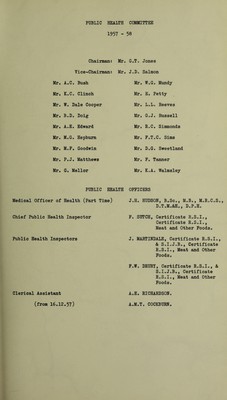 PUBLIC HEALTH COMMITTEE
1957 - 58
Chairman: Mr. G.T. Jones
Vice-Chairman: Mr. J.D. Salmon
Mr. A.C. Bush Mr. W.G. Mundy
Mr. K.C. Clinch Mr. S. Petty
Mr. W. Dale Cooper Mr. L.L. Reeves
Mr. R.D. Doig Mr. G.J. Russell
Mr. A.E. Edward Mr. R.C. Simmonds
Mr. M.G. Hepburn Mr. F.T.C. Sims
Mr. M.F. Goodwin Mr. D.G. Sweetland
Mr. P.J. Matthews Mr. P. Tanner
Mr. S. Mellor Mr. K.A. Walmsley
PUBLIC HEALTH OFFICERS
Medical Officer of Health (Part Time) J.H. HUDSON, B.Sc., M.B., M.R.C.S.,
D.T.M.&H., D.P.H.
Chief Public Health Inspector P. SUTCH, Certificate R.S.I.,
Certificate S.I.E.,
Meat and Other Foods.
Public Health Inspectors J. MARTINDALE, Certificate R.S.I.,
& S.I.J.B., Certificate
R.S.I., Meat and Other
Foods.
F.W. DRURY, Certificate R.S.I., &
S.I.J.B., Certificate
R.S.I., Meat and Other
Foods.
Clerical Assistant A.E. RICHARDSON.
(from 16.12.57) A.M.T. COCKBURN.